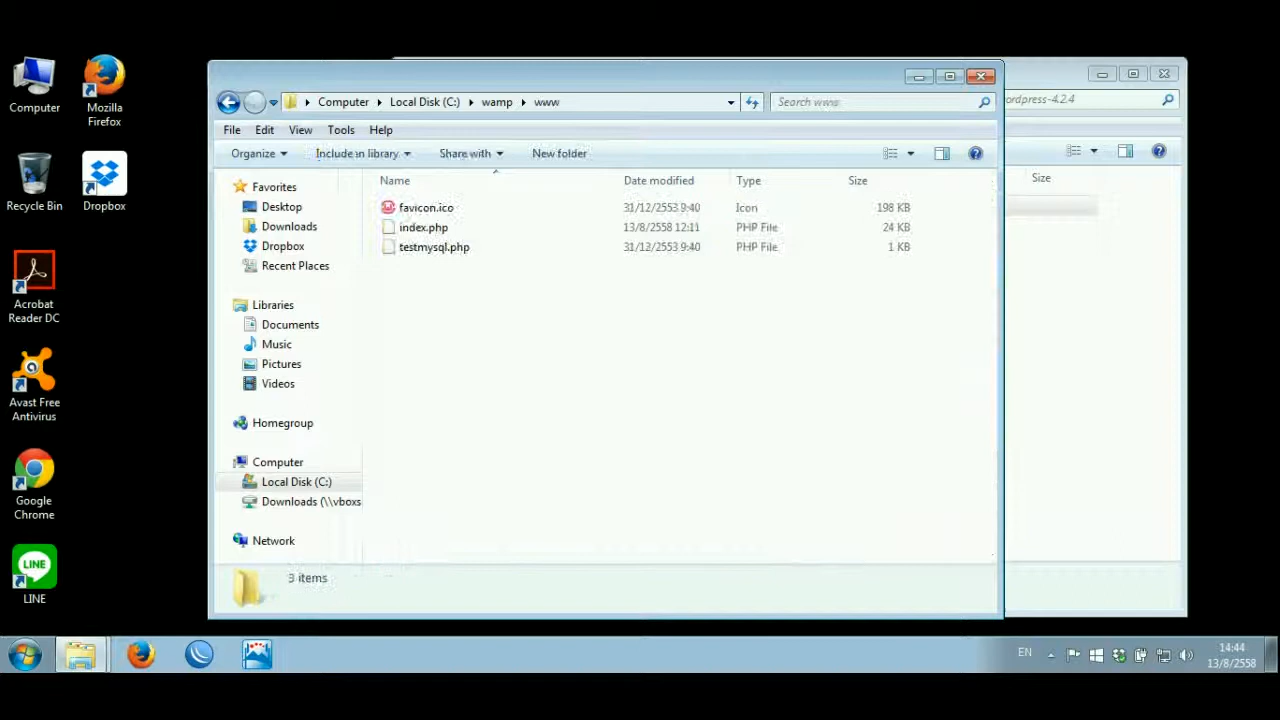 Computer
Mozilla
Firefox
Recycle Bin
Dropbox
Acrobat
Reader DC
Avast Free
Antivirus
Google
Chrome
LINE
LINE
Computer Local Disk (C:) wamp www
Search www
File Edit View Tools Help
Organize Include in library Share with New folder
Name Date modified Type Size
favicon.ico 31/12/2553 9:40 Icon 198 KB
index.php 13/8/2558 12:11 PHP File 24 KB
testmysql.php 31/12/2553 9:40 PHP File 1 KB
Favorites
Desktop
Downloads
Dropbox
Recent Places
Libraries
Documents
Music
Pictures
Videos
Homegroup
Computer
Local Disk (C:)
Downloads (\\vboxs
Network
3 items
ordpress-4.2.4
Size
EN
14:44
13/8/2558